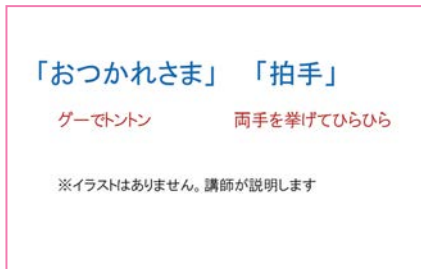 「おつかれさま」　「拍手」
グーでトントン　両手を挙げてひらひら
※イラストはありません。講師が説明します